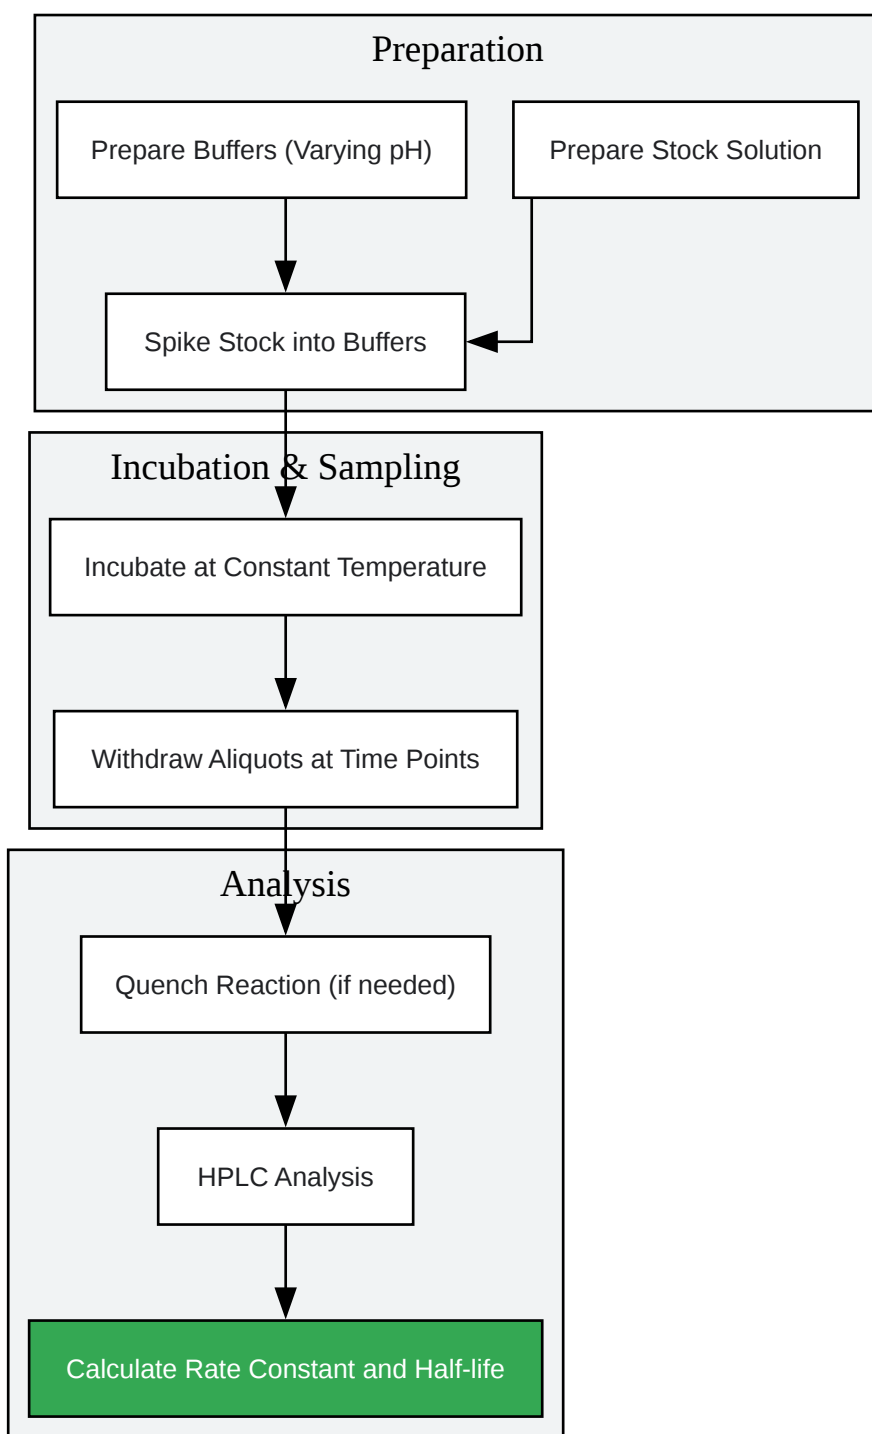 Preparation
Prepare Buffers (Varying pH)
Prepare Stock Solution
Spike Stock into Buffers
Incubation & Sampling
Incubate at Constant Temperature
Withdraw Aliquots at Time Points
Analysis
Quench Reaction (if needed)
HPLC Analysis
Calculate Rate Constant and Half-life